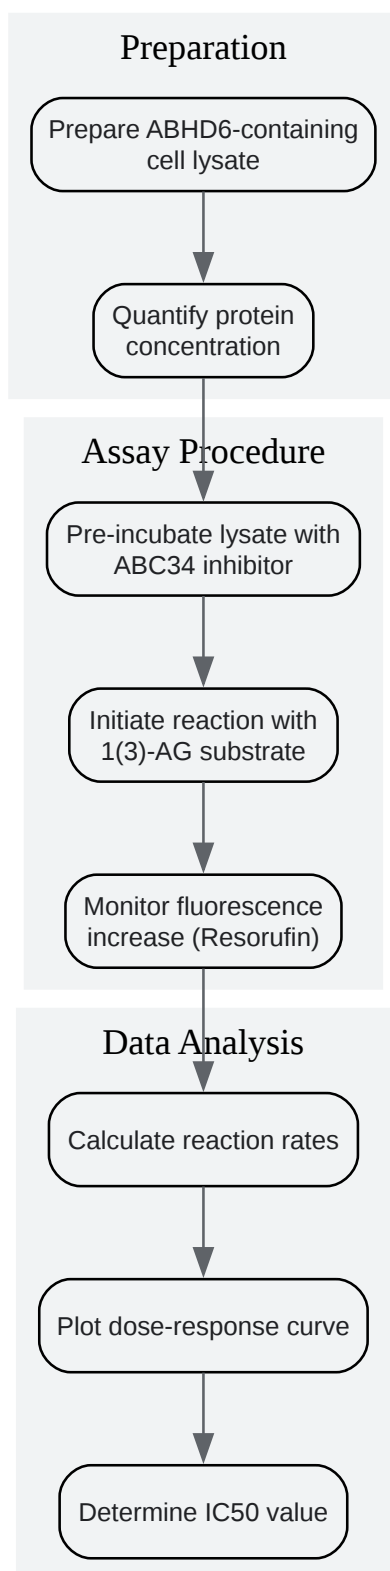 Preparation
Prepare ABHD6-containing
cell lysate
Quantify protein
concentration
Assay Procedure
Pre-incubate lysate with
ABC34 inhibitor
Initiate reaction with
1(3)-AG substrate
Monitor fluorescence
increase (Resorufin)
Data Analysis
Calculate reaction rates
Plot dose-response curve
Determine IC50 value